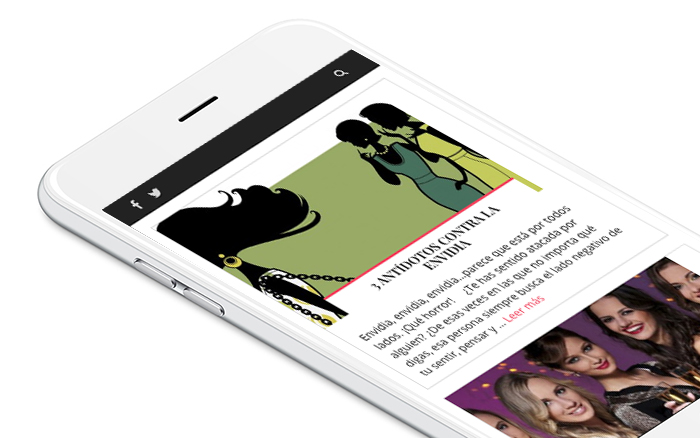 3 ANTÍDOTOS CONTRA LA
ENVIDIA
Envidia, envidia, envidia...parece que está por todos
lados. ¡Qué horror! ¿Te has sentido atacada por
alguien? ¿De esas veces en las que no importa qué
digas, esa persona siempre busca el lado negativo de
tu sentir, pensar y ... Leer más